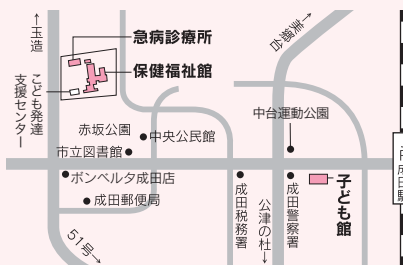 ←玉造
急病診療所
保健福祉館
こども発達
支援センター
↑美郷台
中台運動公園
赤坂公園
中央公民館
市立図書館
ボンベルタ成田店
成田郵便局
51号→
成田税務署
公津の杜→
成田警察署
子ども館